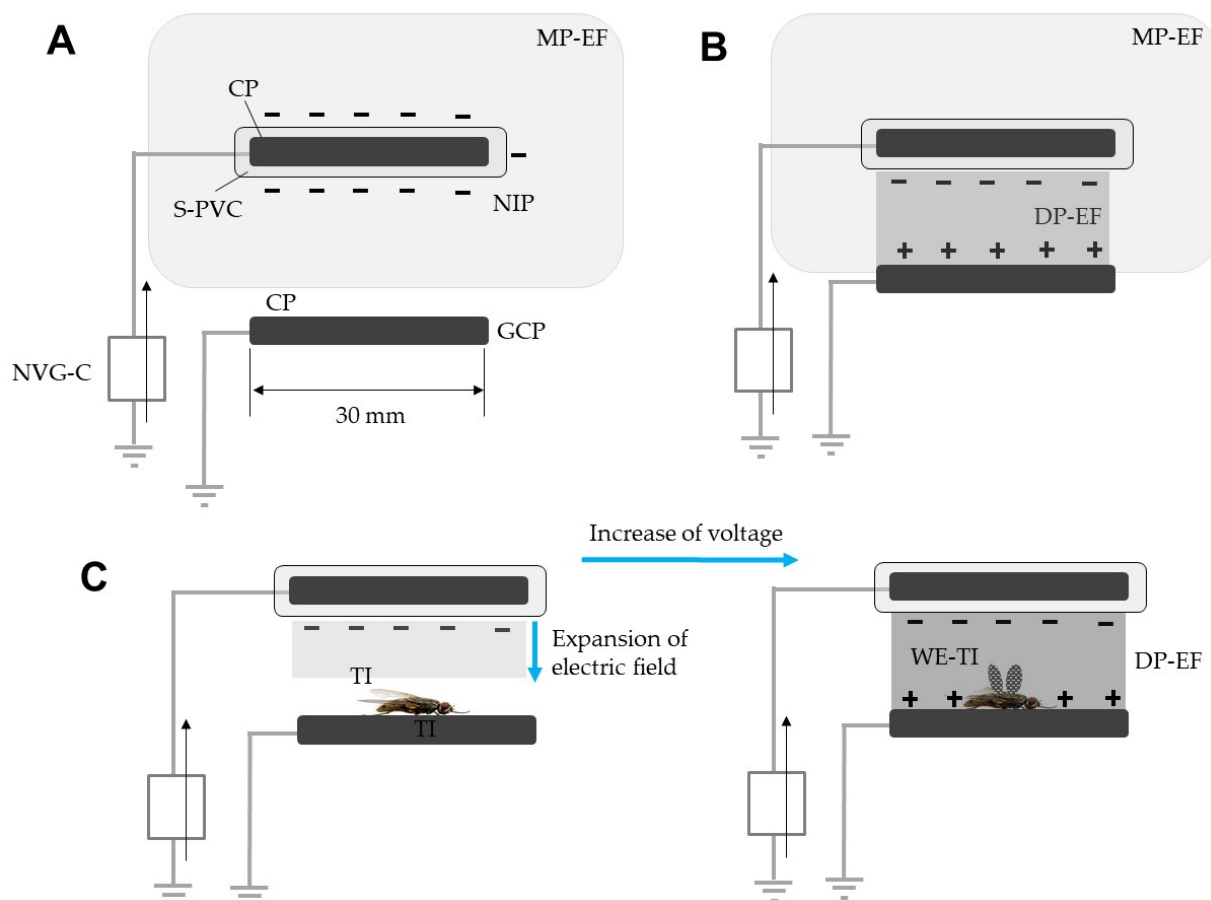 A
MP-EF
CP
S-PVC
NIP
CP
GCP
NVG-C
30 mm
B
MP-EF
DP-EF
C
Increase of voltage
Expansion of
electric field
TI
TI
WE-TI
DP-EF